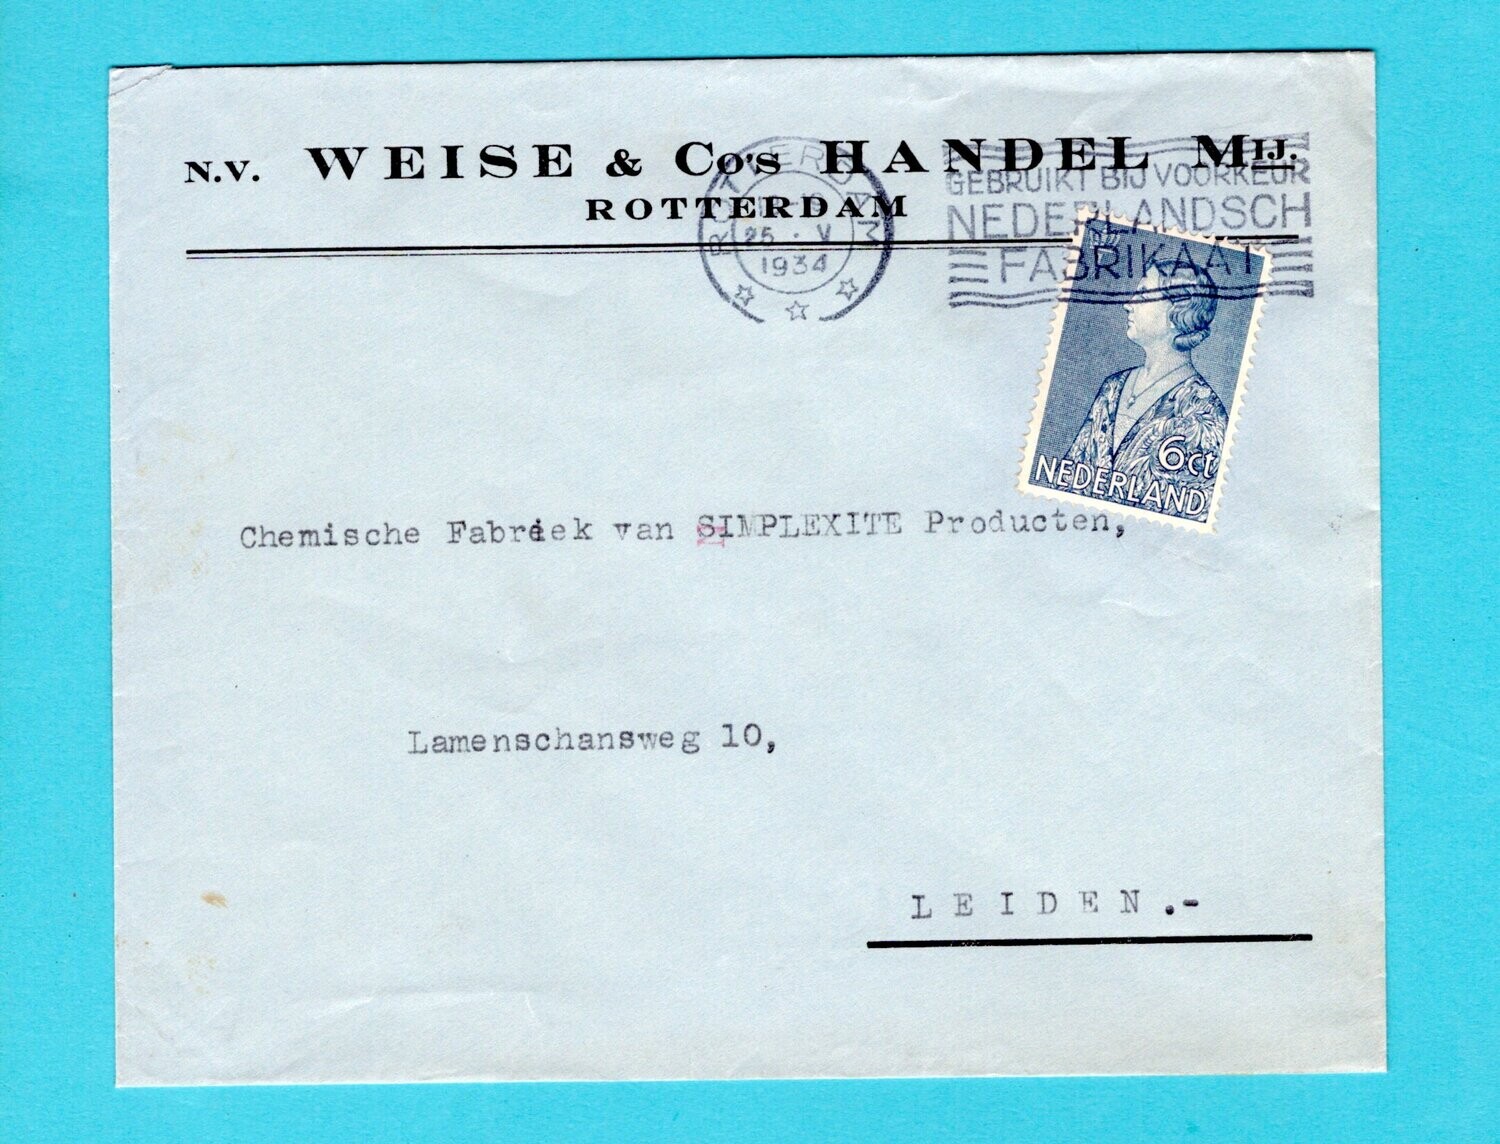 N.V. WEISE & Co's HANDEL MIJ.
ROTTERDAM
ROTTERDAM
25 . V
1934
GEBRUIKT BIJ VOORKEUR
NEDERLANDSCH
FABRIKAAT
6ct
NEDERLAND
Chemische Fabriek van SIMPLEXITE Producten,
Lamenschansweg 10,
LEIDEN.-